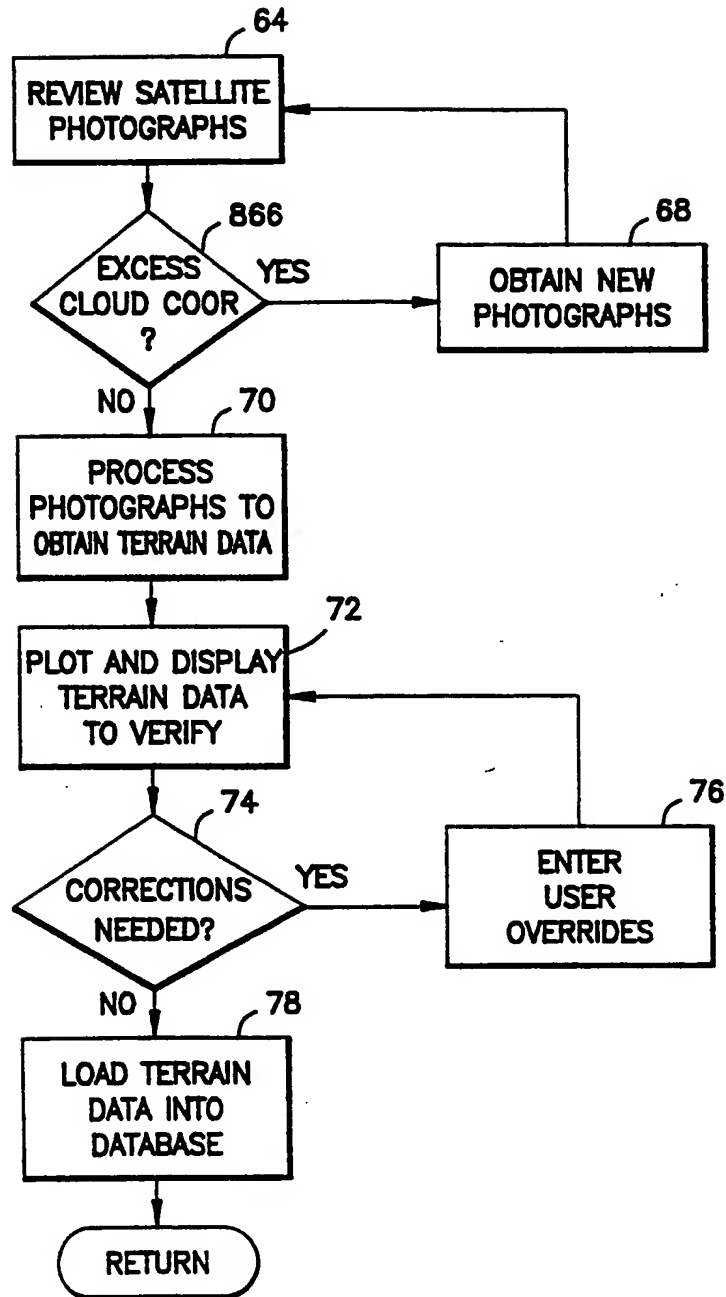 64
REVIEW SATELLITE
PHOTOGRAPHS
866
EXCESS
CLOUD COOR
?
YES
68
OBTAIN NEW
PHOTOGRAPHS
NO
70
PROCESS
PHOTOGRAPHS TO
OBTAIN TERRAIN DATA
72
PLOT AND DISPLAY
TERRAIN DATA
TO VERIFY
74
CORRECTIONS
NEEDED?
YES
76
ENTER
USER
OVERRIDES
NO
78
LOAD TERRAIN
DATA INTO
DATABASE
RETURN